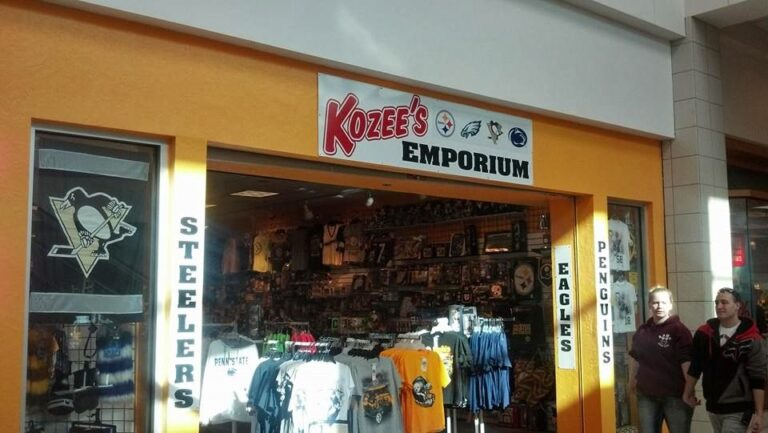 KOZEE'S
EMPORIUM
STEELERS
EAGLES
PENGUINS
PENN STATE